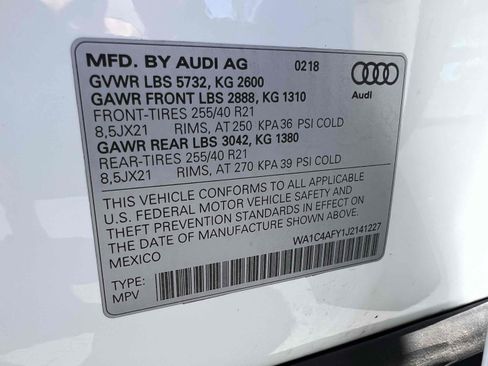 MFD. BY AUDI AG 0218
GVWR LBS 5732, KG 2600
GAWR FRONT LBS 2888, KG 1310
FRONT-TIRES 255/40 R21
8,5JX21 RIMS, AT 250 KPA 36 PSI COLD
GAWR REAR LBS 3042, KG 1380
REAR-TIRES 255/40 R21
8,5JX21 RIMS, AT 270 KPA 39 PSI COLD
Audi
THIS VEHICLE CONFORMS TO ALL APPLICABLE
U.S. FEDERAL MOTOR VEHICLE SAFETY AND
THEFT PREVENTION STANDARDS IN EFFECT ON
THE DATE OF MANUFACTURE SHOWN ABOVE
MEXICO
WA1C4AFY1J2141227
TYPE:
MPV